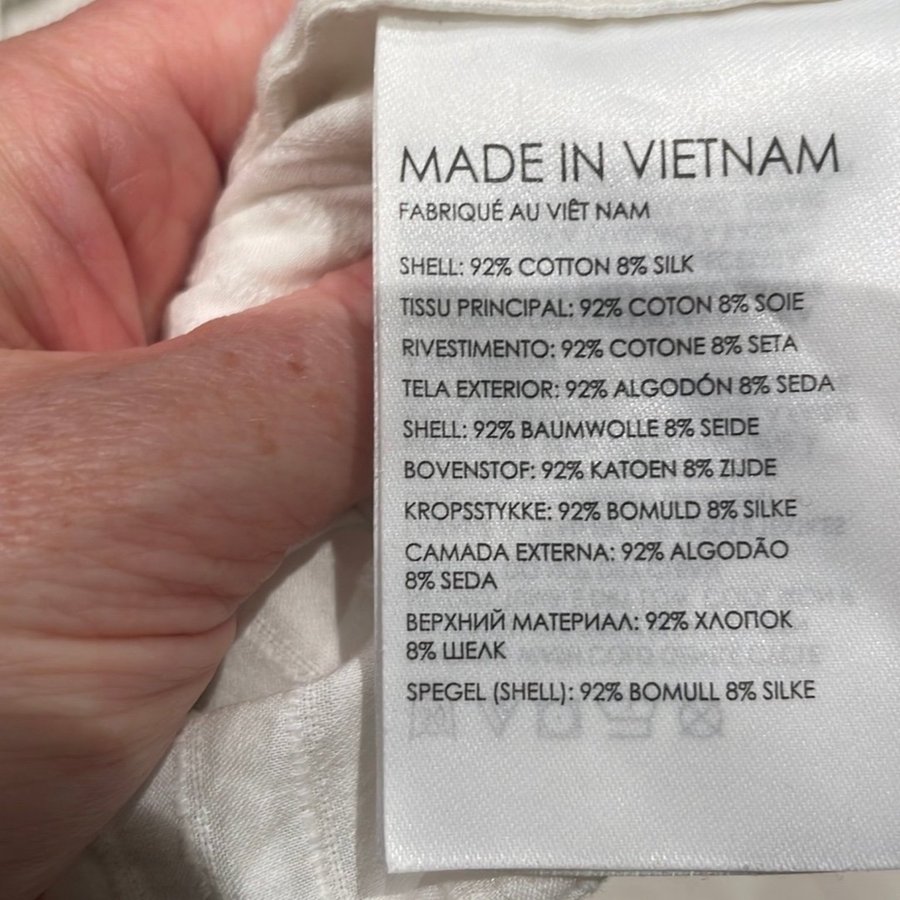 MADE IN VIETNAM
FABRIQUÉ AU VIÊT NAM
SHELL: 92% COTTON 8% SILK
TISSU PRINCIPAL: 92% COTON 8% SOIE
RIVESTIMENTO: 92% COTONE 8% SETA
TELA EXTERIOR: 92% ALGODÓN 8% SEDA
SHELL: 92% BAUMWOLLE 8% SEIDE
BOVENSTOF: 92% KATOEN 8% ZIJDE
KROPSSTYKKE: 92% BOMULD 8% SILKE
CAMADA EXTERNA: 92% ALGODÃO
8% SEDA
ВЕРХНИЙ МАТЕРИАЛ: 92% ХЛОПОК
8% ШЕЛК
SPEGEL (SHELL): 92% BOMULL 8% SILKE